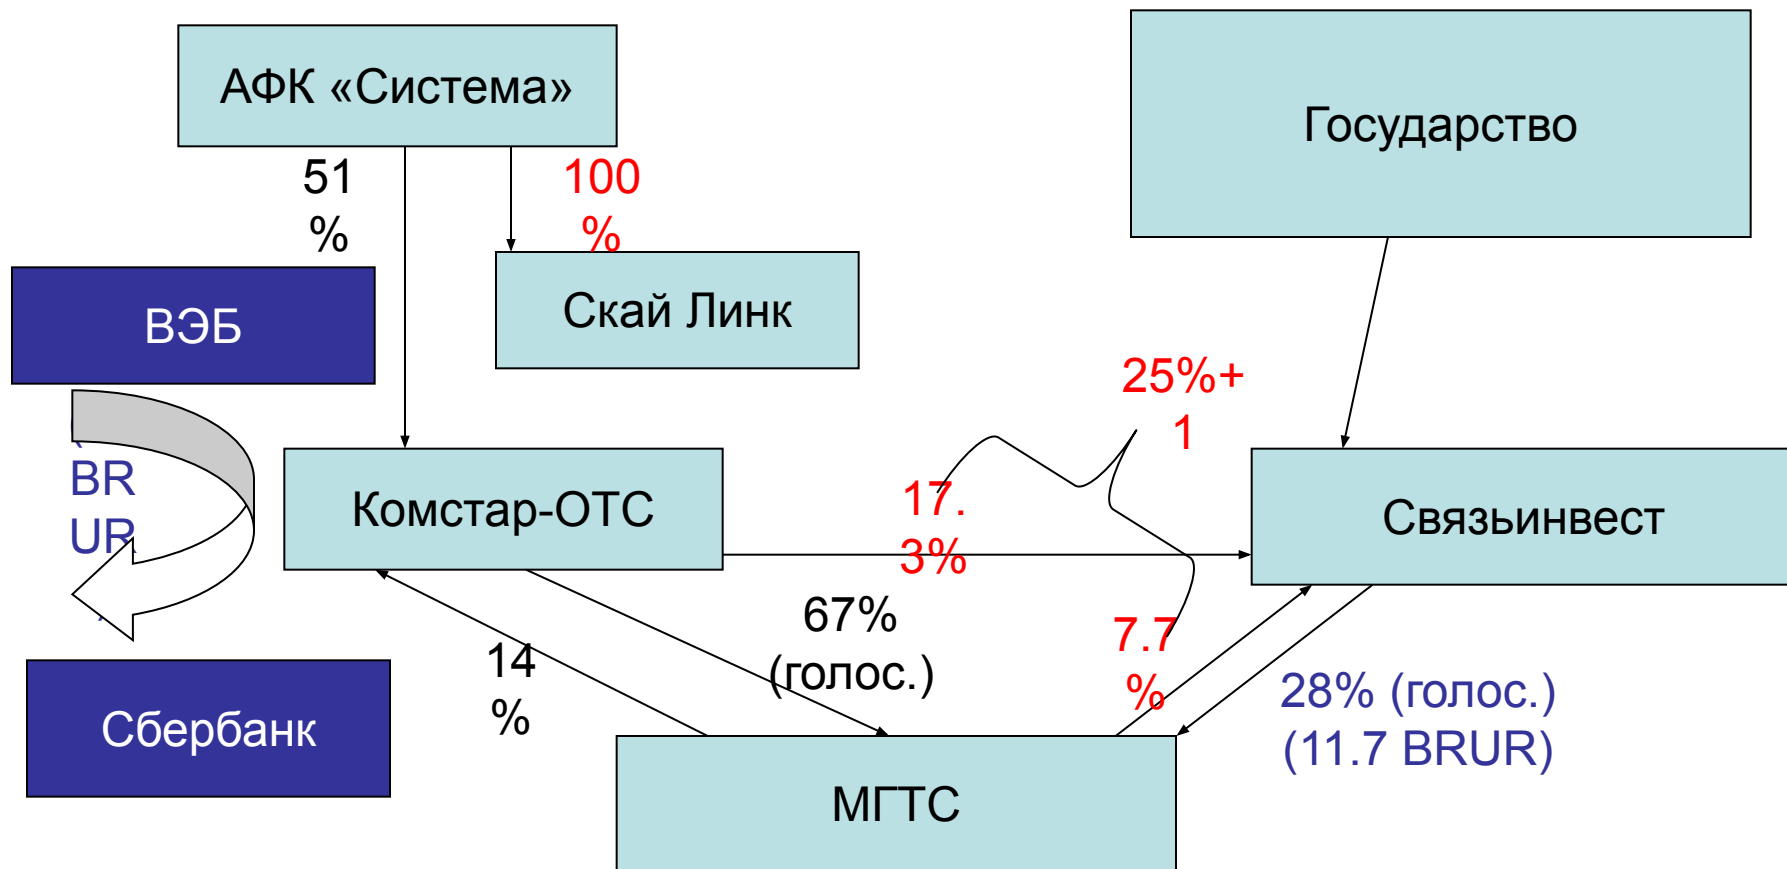 АФК «Система»
Государство
51
%
100
%
ВЭБ
Скай Линк
25%+
1
BR
UR
Комстар-ОТС
17.
3%
Связьинвест
67%
(голос.)
14
%
7.7
%
28% (голос.)
(11.7 BRUR)
Сбербанк
МГТС